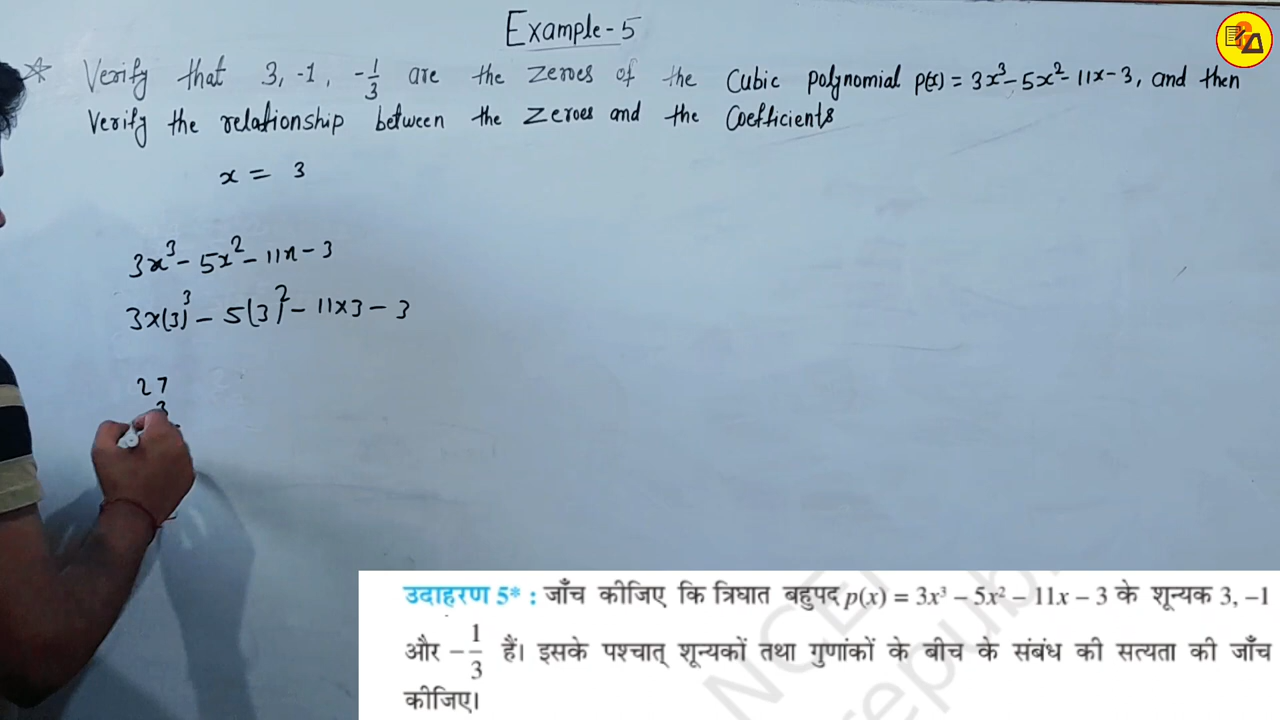 Example-5
Verify that 3, -1, -1/3 are the zeroes of the Cubic polynomial p(x) = 3x³ - 5x² - 11x - 3, and then
Verify the relationship between the zeroes and the Coefficients
x = 3
3x³ - 5x² - 11x - 3
3x(3)³ - 5(3)² - 11x3 - 3
27
3
उदाहरण 5* : जाँच कीजिए कि त्रिघात बहुपद p(x) = 3x³ – 5x² – 11x – 3 के शून्यक 3, –1
और –1/3 हैं। इसके पश्चात् शून्यकों तथा गुणांकों के बीच के संबंध की सत्यता की जाँच
कीजिए।